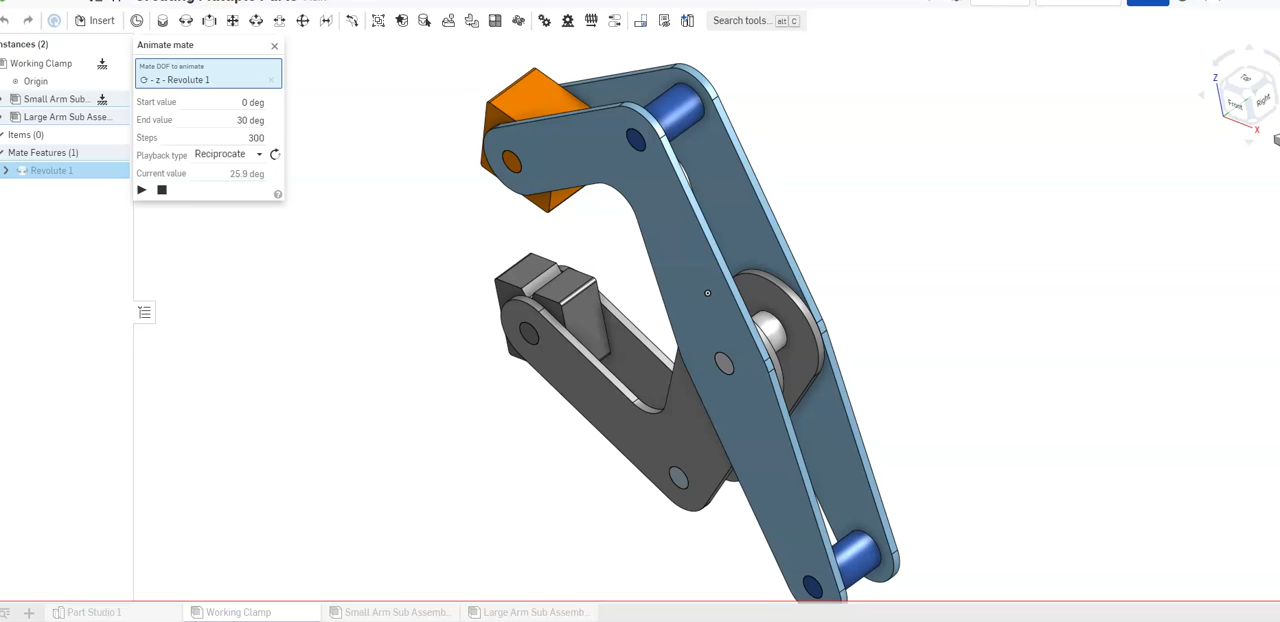 Insert
Search tools... alt C
nstances (2)
Working Clamp
Origin
Small Arm Sub...
Large Arm Sub Asse...
Items (0)
Mate Features (1)
Revolute 1
Animate mate
Mate DOF to animate
- z - Revolute 1
Start value 0 deg
End value 30 deg
Steps 300
Playback type Reciprocate
Current value 25.9 deg
Z
Top
Front
Right
X
Part Studio 1
Working Clamp
Small Arm Sub Assemb...
Large Arm Sub Assemb...